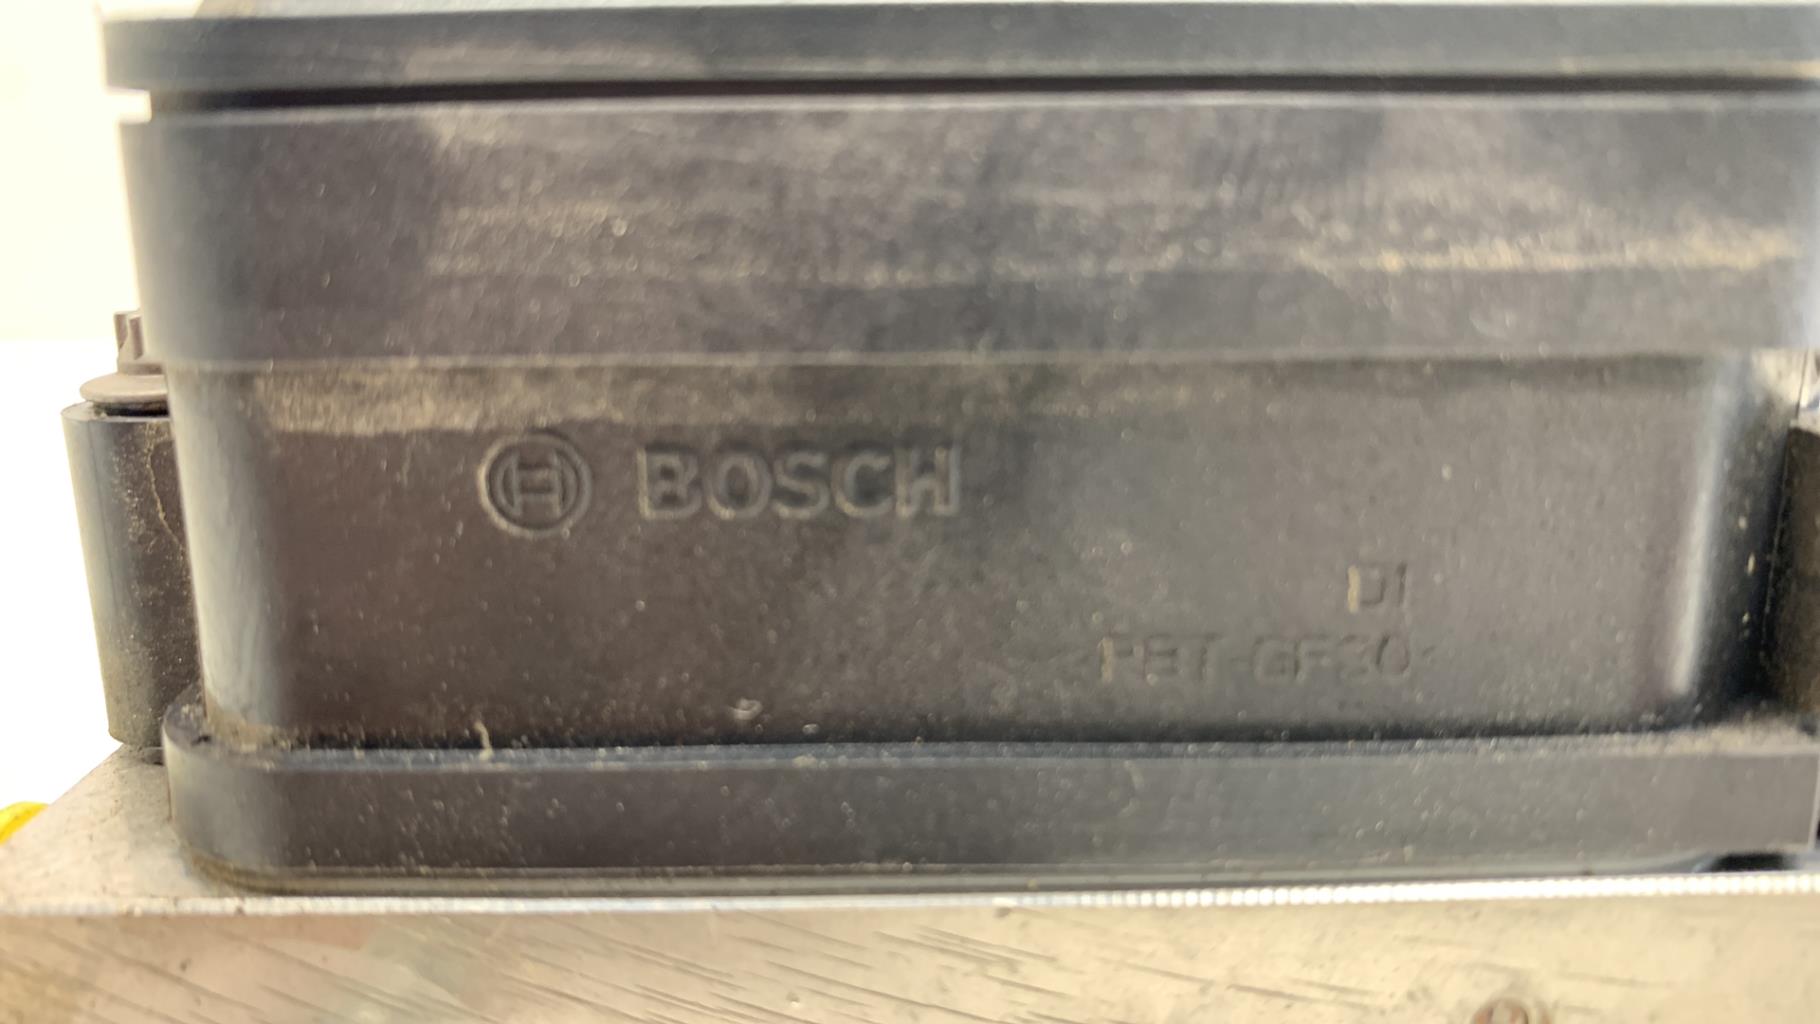 BOSCH
D1
>PBT-GF30<